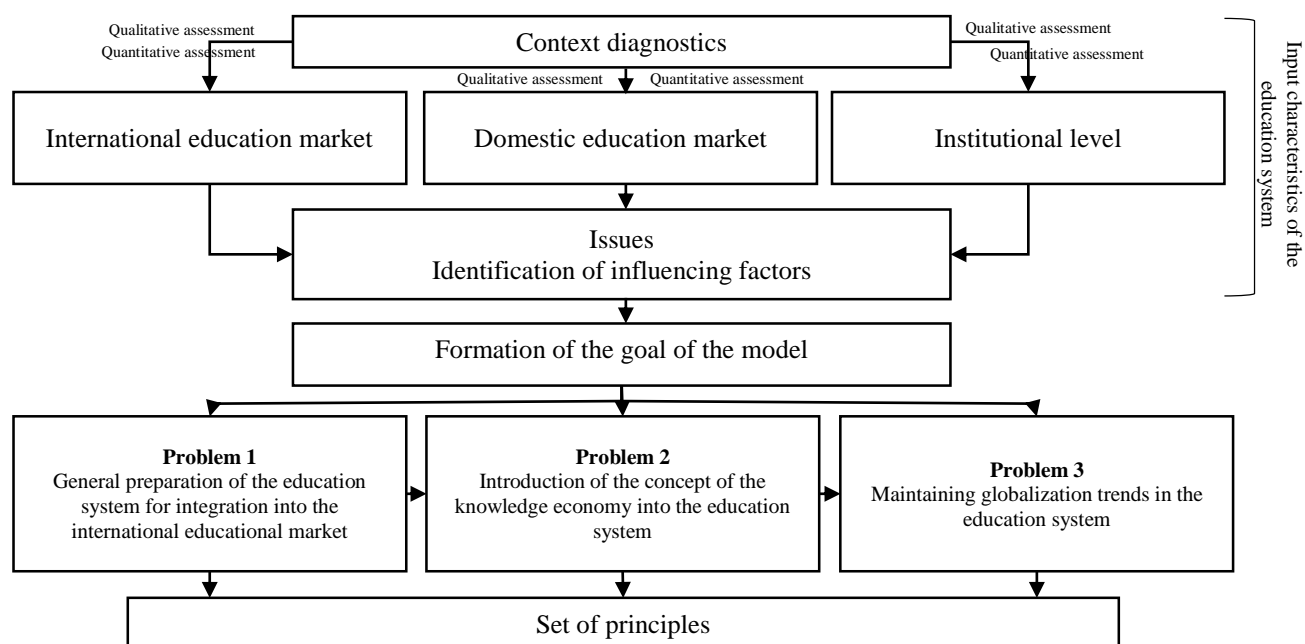 Qualitative assessment
Quantitative assessment
Context diagnostics
Qualitative assessment
Quantitative assessment
Qualitative assessment
Quantitative assessment
International education market
Domestic education market
Institutional level
Input characteristics of the
education system
Issues
Identification of influencing factors
Formation of the goal of the model
Problem 1
General preparation of the education
system for integration into the
international educational market
Problem 2
Introduction of the concept of the
knowledge economy into the education
system
Problem 3
Maintaining globalization trends in the
education system
Set of principles